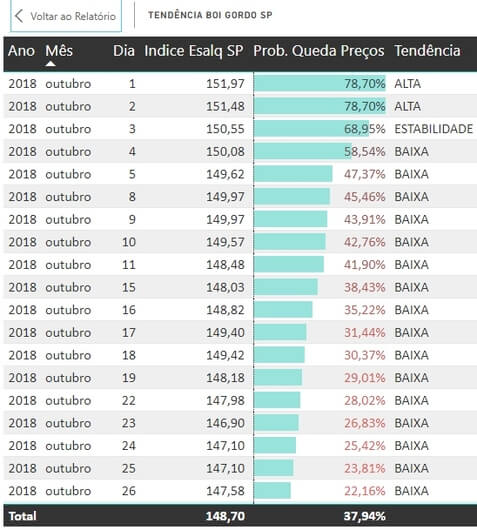 Voltar ao Relatório TENDÊNCIA BOI GORDO SP
Ano Mês Dia Indice Esalq SP Prob. Queda Preços Tendência
2018 outubro 1 151,97 78,70% ALTA
2018 outubro 2 151,48 78,70% ALTA
2018 outubro 3 150,55 68,95% ESTABILIDADE
2018 outubro 4 150,08 58,54% BAIXA
2018 outubro 5 149,62 47,37% BAIXA
2018 outubro 8 149,97 45,46% BAIXA
2018 outubro 9 149,97 43,91% BAIXA
2018 outubro 10 149,57 42,76% BAIXA
2018 outubro 11 148,48 41,90% BAIXA
2018 outubro 15 148,03 38,43% BAIXA
2018 outubro 16 148,82 35,22% BAIXA
2018 outubro 17 149,40 31,44% BAIXA
2018 outubro 18 149,42 30,37% BAIXA
2018 outubro 19 148,18 29,01% BAIXA
2018 outubro 22 147,98 28,02% BAIXA
2018 outubro 23 146,90 26,83% BAIXA
2018 outubro 24 147,10 25,42% BAIXA
2018 outubro 25 147,10 23,81% BAIXA
2018 outubro 26 147,58 22,16% BAIXA
Total 148,70 37,94%